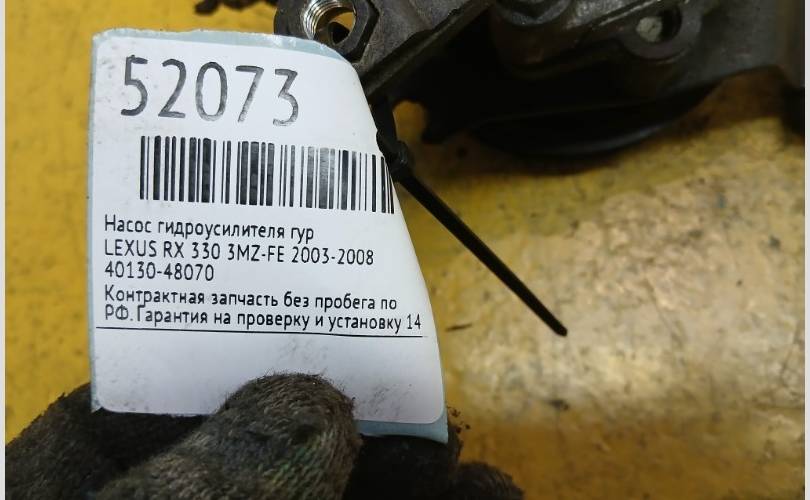 52073
Насос гидроусилителя гур
LEXUS RX 330 3MZ-FE 2003-2008
40130-48070
Контрактная запчасть без пробега по
РФ.Гарантия на проверку и установку 14